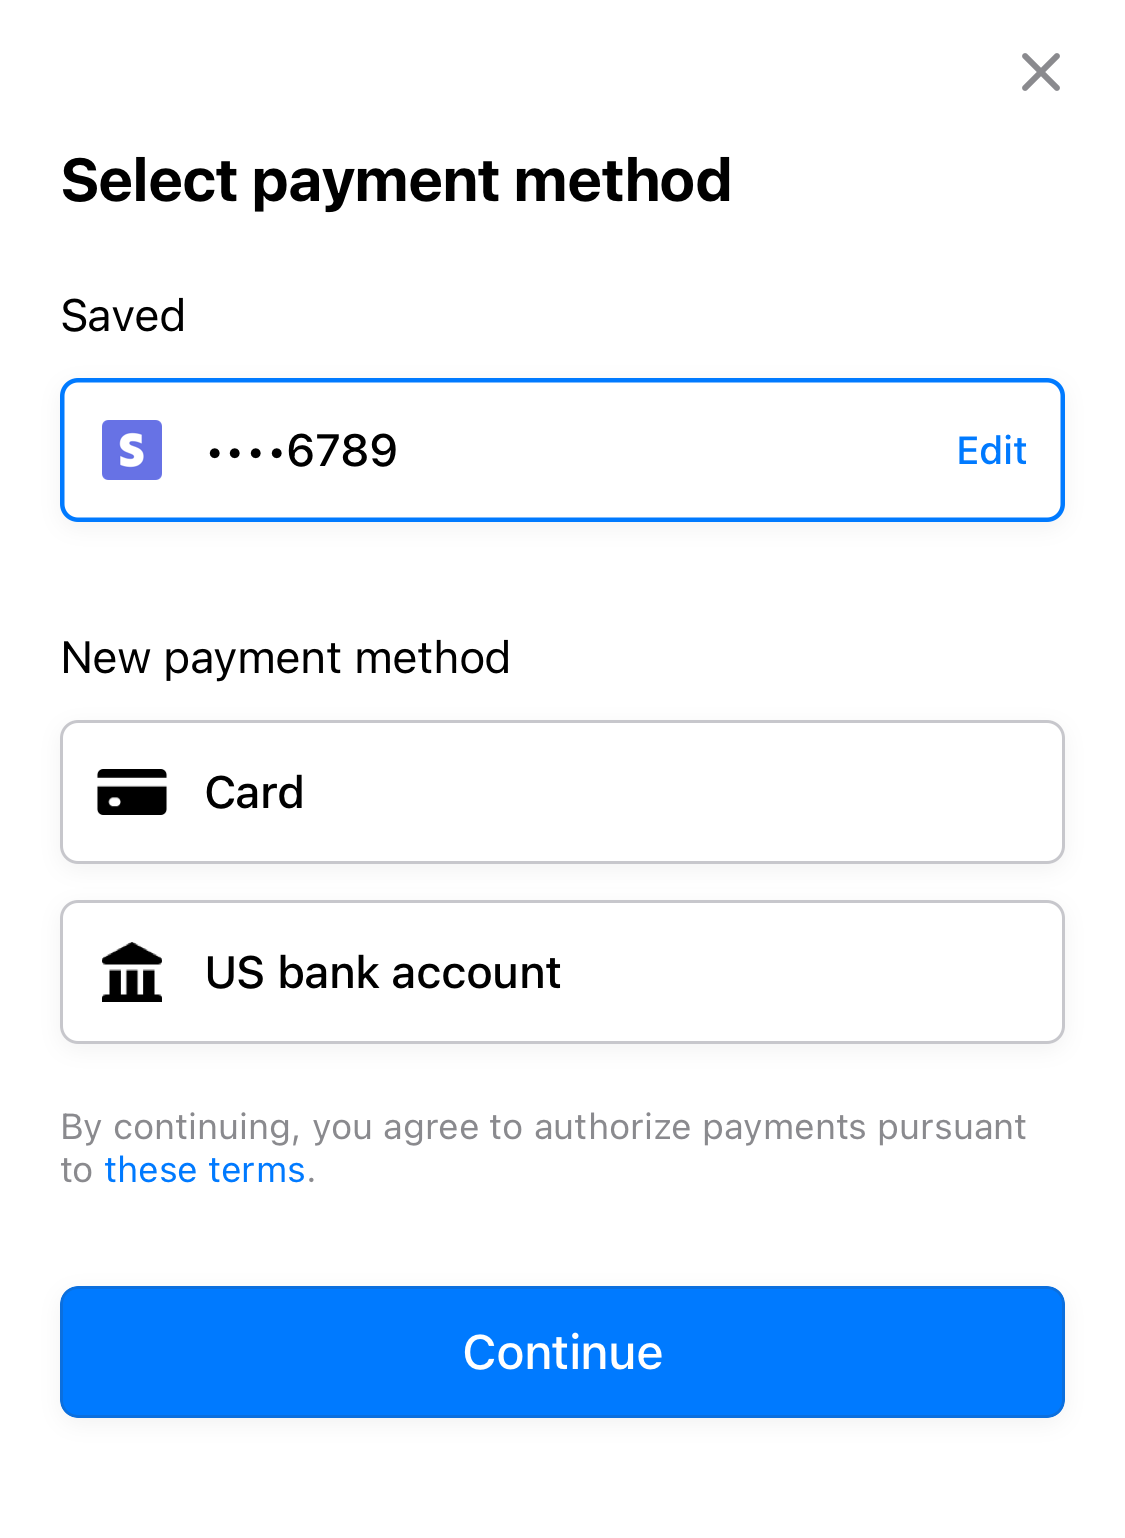 Select payment method
Saved
S ••••6789 Edit
New payment method
Card
US bank account
By continuing, you agree to authorize payments pursuant
to these terms.
Continue